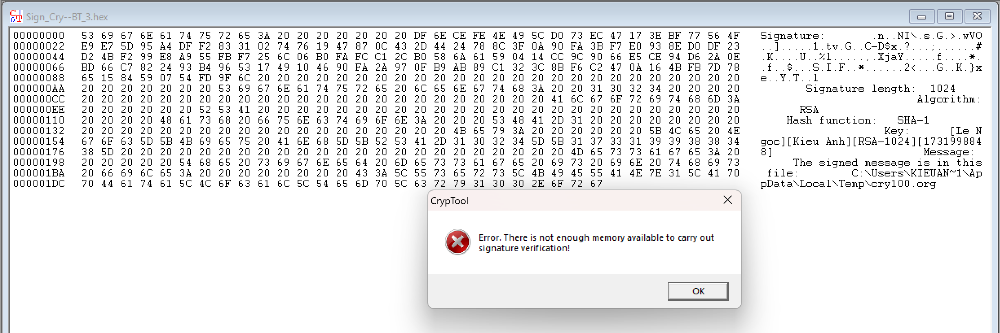 Sign_Cry--BT_3.hex
00000000 53 69 67 6E 61 74 75 72 65 3A 20 20 20 20 20 20 20 DF 6E CE FE 4E 49 5C D0 73 EC 47 17 3E BF 77 56 4F Signature:       .n..NI\.s.G.>.wVO
00000022 E9 E7 5D 95 A4 DF F2 83 31 02 74 76 19 47 87 0C 43 2D 44 24 78 8C 3F 0A 90 FA 3B F7 E0 93 8E D0 DF 23 ..].....1.tv.G..C-D$x.?...;......#
00000044 D2 4B F2 99 E8 A9 55 FB F7 25 6C 06 B0 FA FC C1 2C B0 58 6A 61 59 04 14 CC 9C 90 66 E5 CE 94 D6 2A 0E .K....U..%l.....,.XjaY.....f....*.
00000066 BD 66 C7 82 24 93 B4 96 53 17 49 10 46 90 FA 2A 97 0F B9 AB 89 C1 32 3C 8B F6 C2 47 0A 16 4B FB 7D 78 .f..$...S.I.F..*......2<...G..K.}x
00000088 65 15 84 59 07 54 FD 9F 6C 20 20 20 20 20 20 20 20 20 20 20 20 20 20 20 20 20 20 20 20 20 20 20 20 20 e..Y.T..l
000000AA 20 20 20 20 20 20 20 53 69 67 6E 61 74 75 72 65 20 6C 65 6E 67 74 68 3A 20 20 31 30 32 34 20 20 20 20 Signature length:  1024
000000CC 20 20 20 20 20 20 20 20 20 20 20 20 20 20 20 20 20 20 20 20 20 20 20 20 41 6C 67 6F 72 69 74 68 6D 3A Algorithm:
000000EE 20 20 20 20 20 20 52 53 41 20 20 20 20 20 20 20 20 20 20 20 20 20 20 20 20 20 20 20 20 20 20 20 20 20 RSA
00000110 20 20 20 20 48 61 73 68 20 66 75 6E 63 74 69 6F 6E 3A 20 20 20 53 48 41 2D 31 20 20 20 20 20 20 20 20 Hash function:   SHA-1
00000132 20 20 20 20 20 20 20 20 20 20 20 20 20 20 20 20 20 20 20 4B 65 79 3A 20 20 20 20 20 20 5B 4C 65 20 4E Key:      [Le N
00000154 67 6F 63 5D 5B 4B 69 65 75 20 41 6E 68 5D 5B 52 53 41 2D 31 30 32 34 5D 5B 31 37 33 31 39 39 38 38 34 goc][Kieu Anh][RSA-1024][173199884
00000176 38 5D 20 20 20 20 20 20 20 20 20 20 20 20 20 20 20 20 20 20 20 20 20 20 20 4D 65 73 73 61 67 65 3A 20 8] Message:
00000198 20 20 20 20 20 54 68 65 20 73 69 67 6E 65 64 20 6D 65 73 73 61 67 65 20 69 73 20 69 6E 20 74 68 69 73 The signed message is in this
000001BA 20 66 69 6C 65 3A 20 20 20 20 20 20 20 20 43 3A 5C 55 73 65 72 73 5C 4B 49 45 55 41 4E 7E 31 5C 41 70 file:        C:\Users\KIEUAN~1\Ap
000001DC 70 44 61 74 61 5C 4C 6F 63 61 6C 5C 54 65 6D 70 5C 63 72 79 31 30 30 2E 6F 72 67 pData\Local\Temp\cry100.org
CrypTool
Error. There is not enough memory available to carry out
signature verification!
OK